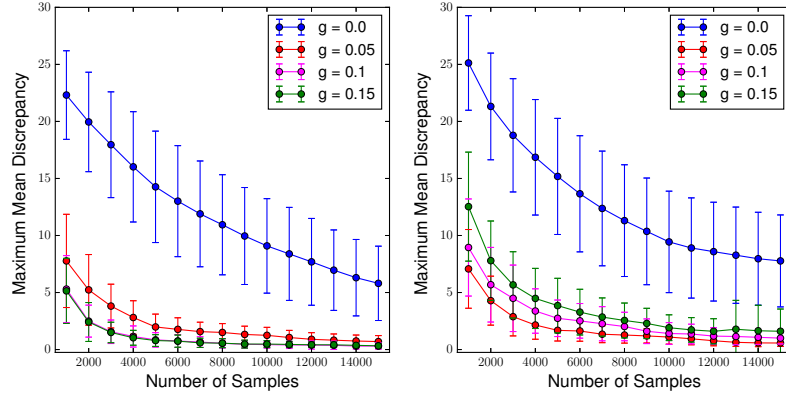 30
25
20
15
10
5
0
Maximum Mean Discrepancy
2000 4000 6000 8000 10000 12000 14000
Number of Samples
g = 0.0
g = 0.05
g = 0.1
g = 0.15
30
25
20
15
10
5
0
Maximum Mean Discrepancy
2000 4000 6000 8000 10000 12000 14000
Number of Samples
g = 0.0
g = 0.05
g = 0.1
g = 0.15